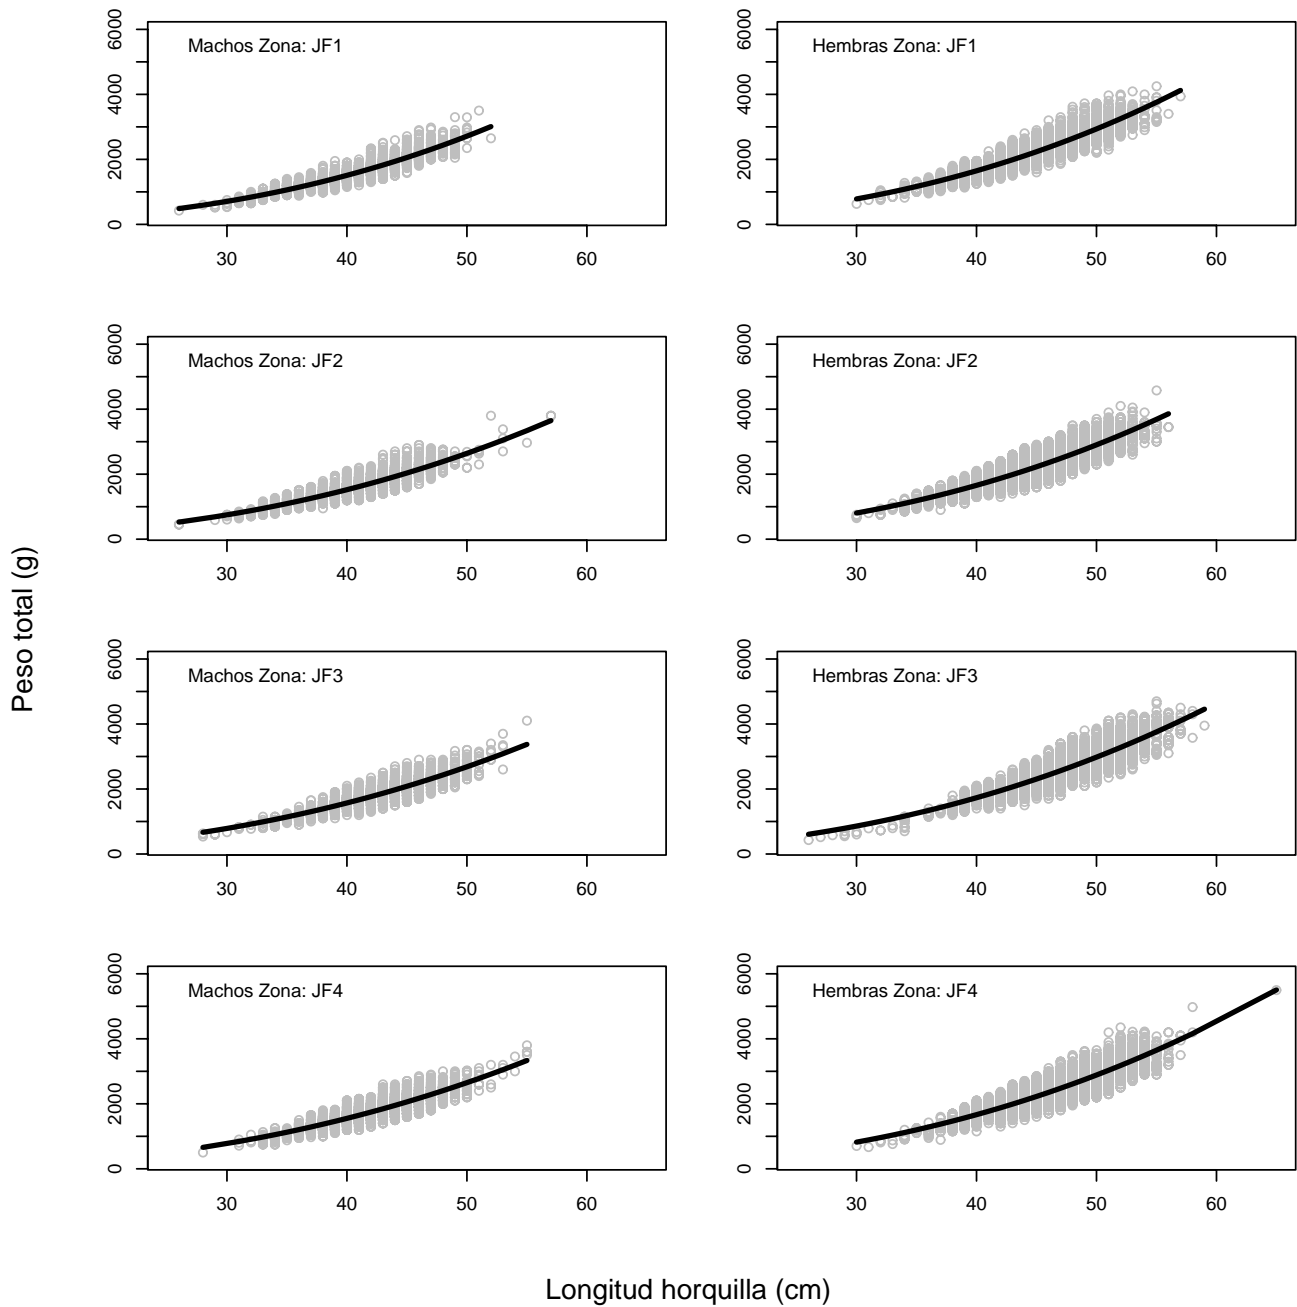 Machos Zona: JF1
0 2000 4000 6000
30 40 50 60
Hembras Zona: JF1
0 2000 4000 6000
30 40 50 60
Machos Zona: JF2
0 2000 4000 6000
30 40 50 60
Hembras Zona: JF2
0 2000 4000 6000
30 40 50 60
Machos Zona: JF3
0 2000 4000 6000
30 40 50 60
Hembras Zona: JF3
0 2000 4000 6000
30 40 50 60
Machos Zona: JF4
0 2000 4000 6000
30 40 50 60
Hembras Zona: JF4
0 2000 4000 6000
30 40 50 60
Peso total (g)
Longitud horquilla (cm)